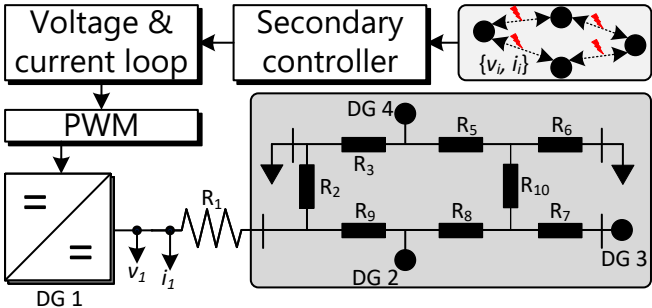 Voltage &
current loop
Secondary
controller
{vᵢ, iᵢ}
PWM
DG 4
R₅
R₆
R₃
R₂
R₁₀
R₁
R₉
R₈
R₇
=
=
v₁
i₁
DG 2
DG 3
DG 1